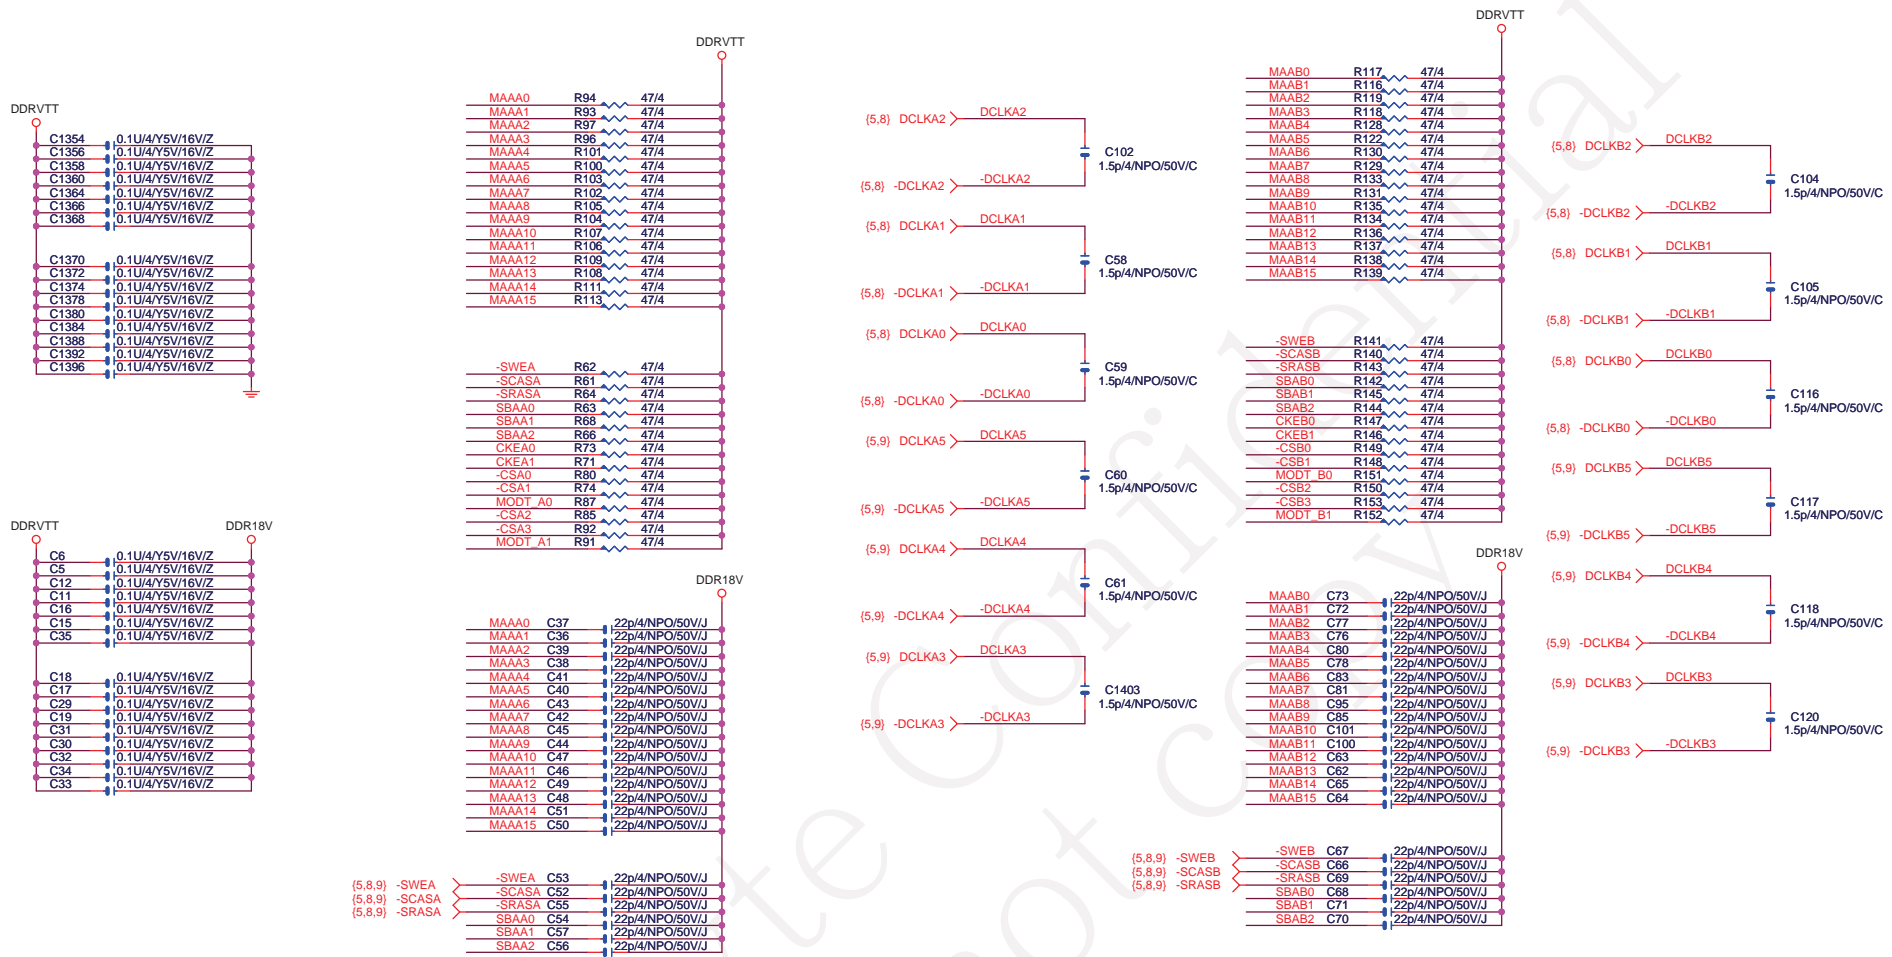 DDRVTT
C1354 0.1U/4/Y5V/16V/Z
C1356 0.1U/4/Y5V/16V/Z
C1358 0.1U/4/Y5V/16V/Z
C1360 0.1U/4/Y5V/16V/Z
C1364 0.1U/4/Y5V/16V/Z
C1366 0.1U/4/Y5V/16V/Z
C1368 0.1U/4/Y5V/16V/Z
C1370 0.1U/4/Y5V/16V/Z
C1372 0.1U/4/Y5V/16V/Z
C1374 0.1U/4/Y5V/16V/Z
C1378 0.1U/4/Y5V/16V/Z
C1380 0.1U/4/Y5V/16V/Z
C1384 0.1U/4/Y5V/16V/Z
C1388 0.1U/4/Y5V/16V/Z
C1392 0.1U/4/Y5V/16V/Z
C1396 0.1U/4/Y5V/16V/Z
DDRVTT DDR18V
C6 0.1U/4/Y5V/16V/Z
C5 0.1U/4/Y5V/16V/Z
C12 0.1U/4/Y5V/16V/Z
C11 0.1U/4/Y5V/16V/Z
C16 0.1U/4/Y5V/16V/Z
C15 0.1U/4/Y5V/16V/Z
C35 0.1U/4/Y5V/16V/Z
C18 0.1U/4/Y5V/16V/Z
C17 0.1U/4/Y5V/16V/Z
C29 0.1U/4/Y5V/16V/Z
C19 0.1U/4/Y5V/16V/Z
C31 0.1U/4/Y5V/16V/Z
C30 0.1U/4/Y5V/16V/Z
C32 0.1U/4/Y5V/16V/Z
C34 0.1U/4/Y5V/16V/Z
C33 0.1U/4/Y5V/16V/Z
DDRVTT
MAAA0 R94 47/4
MAAA1 R93 47/4
MAAA2 R97 47/4
MAAA3 R96 47/4
MAAA4 R101 47/4
MAAA5 R100 47/4
MAAA6 R103 47/4
MAAA7 R102 47/4
MAAA8 R105 47/4
MAAA9 R104 47/4
MAAA10 R107 47/4
MAAA11 R106 47/4
MAAA12 R109 47/4
MAAA13 R108 47/4
MAAA14 R111 47/4
MAAA15 R113 47/4
-SWEA R62 47/4
-SCASA R61 47/4
-SRASA R64 47/4
SBAA0 R63 47/4
SBAA1 R68 47/4
SBAA2 R66 47/4
CKEA0 R73 47/4
CKEA1 R71 47/4
-CSA0 R80 47/4
-CSA1 R74 47/4
MODT_A0 R87 47/4
-CSA2 R85 47/4
-CSA3 R92 47/4
MODT_A1 R91 47/4
DDR18V
MAAA0 C37 22p/4/NPO/50V/J
MAAA1 C36 22p/4/NPO/50V/J
MAAA2 C39 22p/4/NPO/50V/J
MAAA3 C38 22p/4/NPO/50V/J
MAAA4 C41 22p/4/NPO/50V/J
MAAA5 C40 22p/4/NPO/50V/J
MAAA6 C43 22p/4/NPO/50V/J
MAAA7 C42 22p/4/NPO/50V/J
MAAA8 C45 22p/4/NPO/50V/J
MAAA9 C44 22p/4/NPO/50V/J
MAAA10 C47 22p/4/NPO/50V/J
MAAA11 C46 22p/4/NPO/50V/J
MAAA12 C49 22p/4/NPO/50V/J
MAAA13 C48 22p/4/NPO/50V/J
MAAA14 C51 22p/4/NPO/50V/J
MAAA15 C50 22p/4/NPO/50V/J
{5,8,9} -SWEA -SWEA C53 22p/4/NPO/50V/J
{5,8,9} -SCASA -SCASA C52 22p/4/NPO/50V/J
{5,8,9} -SRASA -SRASA C55 22p/4/NPO/50V/J
SBAA0 C54 22p/4/NPO/50V/J
SBAA1 C57 22p/4/NPO/50V/J
SBAA2 C56 22p/4/NPO/50V/J
{5,8} DCLKA2 DCLKA2
C102
1.5p/4/NPO/50V/C
{5,8} -DCLKA2 -DCLKA2
{5,8} DCLKA1 DCLKA1
C58
1.5p/4/NPO/50V/C
{5,8} -DCLKA1 -DCLKA1
{5,8} DCLKA0 DCLKA0
C59
1.5p/4/NPO/50V/C
{5,8} -DCLKA0 -DCLKA0
{5,9} DCLKA5 DCLKA5
C60
1.5p/4/NPO/50V/C
{5,9} -DCLKA5 -DCLKA5
{5,9} DCLKA4 DCLKA4
C61
1.5p/4/NPO/50V/C
{5,9} -DCLKA4 -DCLKA4
{5,9} DCLKA3 DCLKA3
C1403
1.5p/4/NPO/50V/C
{5,9} -DCLKA3 -DCLKA3
DDRVTT
MAAB0 R117 47/4
MAAB1 R116 47/4
MAAB2 R119 47/4
MAAB3 R118 47/4
MAAB4 R128 47/4
MAAB5 R122 47/4
MAAB6 R130 47/4
MAAB7 R129 47/4
MAAB8 R133 47/4
MAAB9 R131 47/4
MAAB10 R135 47/4
MAAB11 R134 47/4
MAAB12 R136 47/4
MAAB13 R137 47/4
MAAB14 R138 47/4
MAAB15 R139 47/4
-SWEB R141 47/4
-SCASB R140 47/4
-SRASB R143 47/4
SBAB0 R142 47/4
SBAB1 R145 47/4
SBAB2 R144 47/4
CKEB0 R147 47/4
CKEB1 R146 47/4
-CSB0 R149 47/4
-CSB1 R148 47/4
MODT_B0 R151 47/4
-CSB2 R150 47/4
-CSB3 R153 47/4
MODT_B1 R152 47/4
DDR18V
MAAB0 C73 22p/4/NPO/50V/J
MAAB1 C72 22p/4/NPO/50V/J
MAAB2 C77 22p/4/NPO/50V/J
MAAB3 C76 22p/4/NPO/50V/J
MAAB4 C80 22p/4/NPO/50V/J
MAAB5 C78 22p/4/NPO/50V/J
MAAB6 C83 22p/4/NPO/50V/J
MAAB7 C81 22p/4/NPO/50V/J
MAAB8 C95 22p/4/NPO/50V/J
MAAB9 C85 22p/4/NPO/50V/J
MAAB10 C101 22p/4/NPO/50V/J
MAAB11 C100 22p/4/NPO/50V/J
MAAB12 C63 22p/4/NPO/50V/J
MAAB13 C62 22p/4/NPO/50V/J
MAAB14 C65 22p/4/NPO/50V/J
MAAB15 C64 22p/4/NPO/50V/J
{5,8,9} -SWEB -SWEB C67 22p/4/NPO/50V/J
{5,8,9} -SCASB -SCASB C66 22p/4/NPO/50V/J
{5,8,9} -SRASB -SRASB C69 22p/4/NPO/50V/J
SBAB0 C68 22p/4/NPO/50V/J
SBAB1 C71 22p/4/NPO/50V/J
SBAB2 C70 22p/4/NPO/50V/J
{5,8} DCLKB2 DCLKB2
C104
1.5p/4/NPO/50V/C
{5,8} -DCLKB2 -DCLKB2
{5,8} DCLKB1 DCLKB1
C105
1.5p/4/NPO/50V/C
{5,8} -DCLKB1 -DCLKB1
{5,8} DCLKB0 DCLKB0
C116
1.5p/4/NPO/50V/C
{5,8} -DCLKB0 -DCLKB0
{5,9} DCLKB5 DCLKB5
C117
1.5p/4/NPO/50V/C
{5,9} -DCLKB5 -DCLKB5
{5,9} DCLKB4 DCLKB4
C118
1.5p/4/NPO/50V/C
{5,9} -DCLKB4 -DCLKB4
{5,9} DCLKB3 DCLKB3
C120
1.5p/4/NPO/50V/C
{5,9} -DCLKB3 -DCLKB3
te Confidential
ot copy